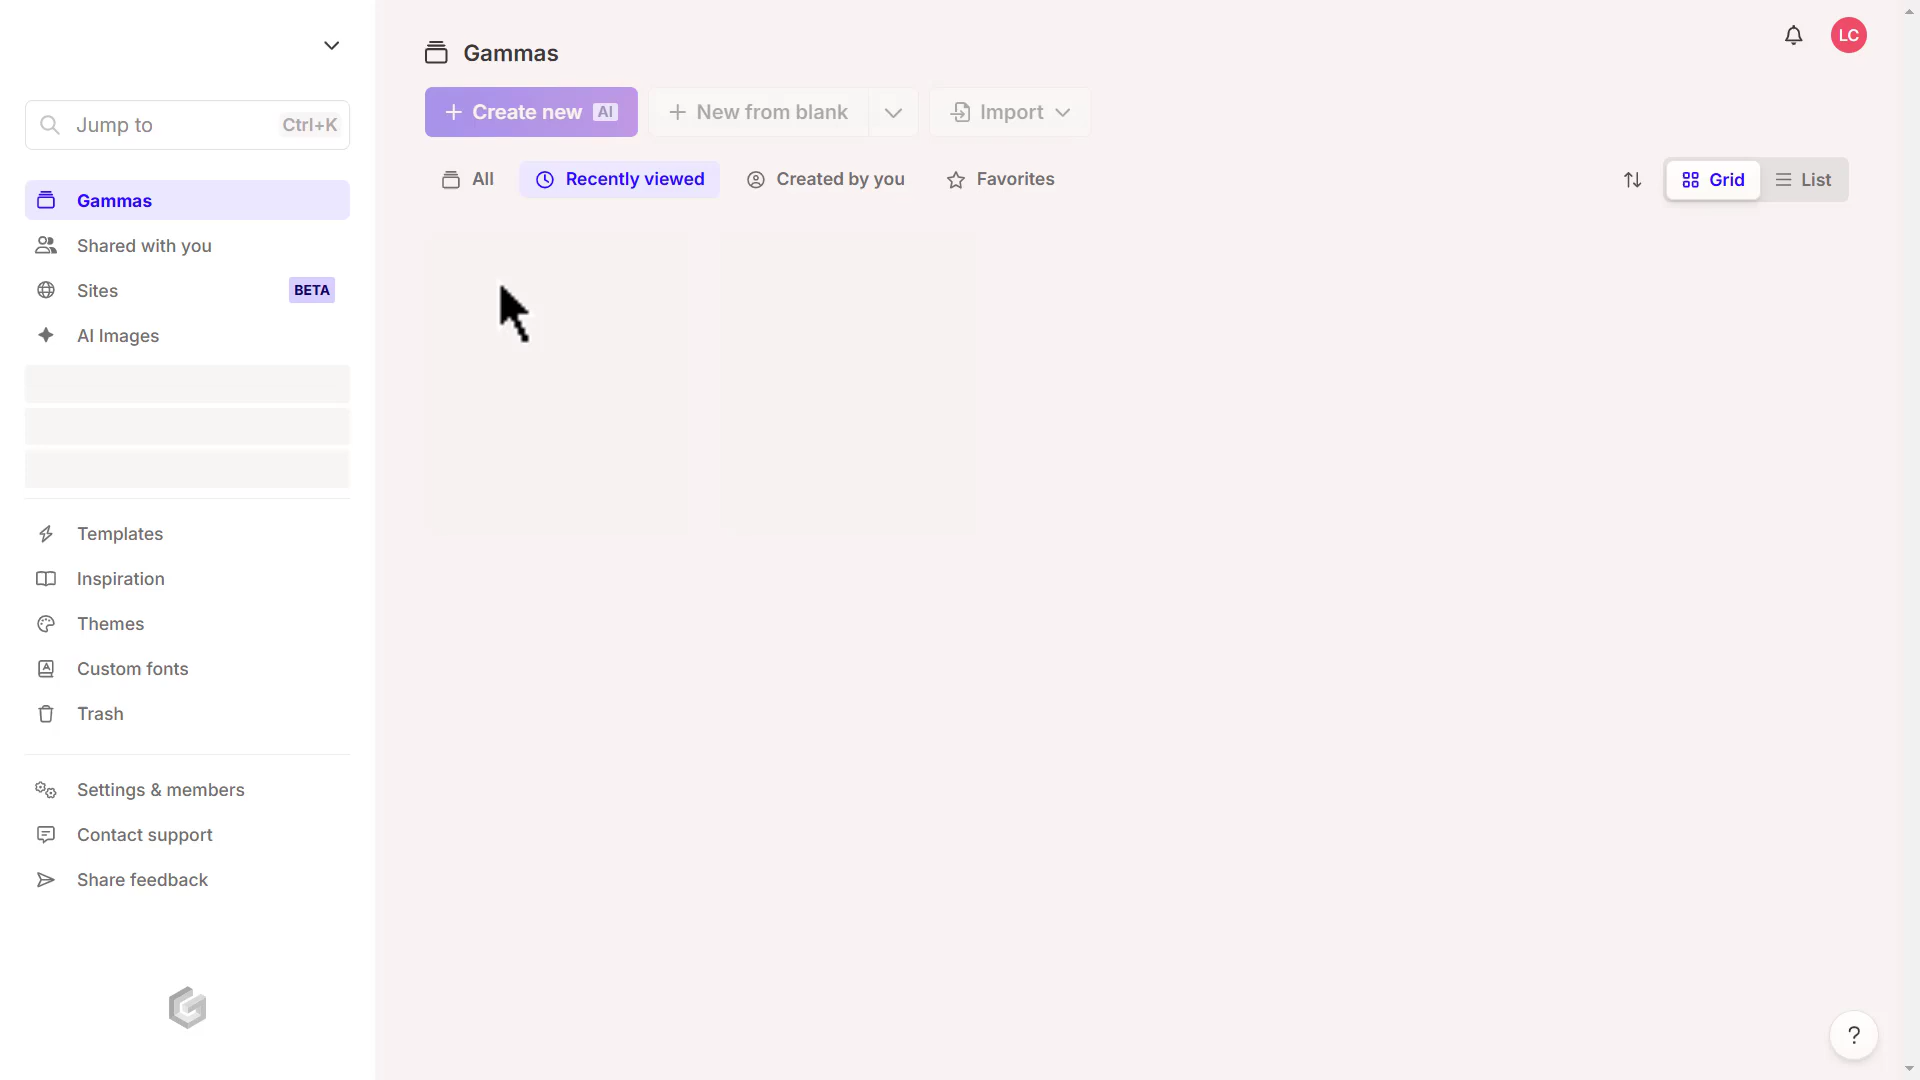 Jump to Ctrl+K
Gammas
Shared with you
Sites BETA
AI Images
Templates
Inspiration
Themes
Custom fonts
Trash
Settings & members
Contact support
Share feedback
Gammas
LC
Create new AI
New from blank
Import
All
Recently viewed
Created by you
Favorites
Grid
List
?